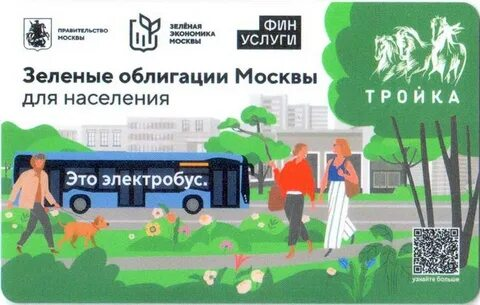 ПРАВИТЕЛЬСТВО
МОСКВЫ
ЗЕЛЁНАЯ
ЭКОНОМИКА
МОСКВЫ
ФИН
УСЛУГИ
Зеленые облигации Москвы
для населения
ТРОЙКА
Это электробус.
узнайте больше